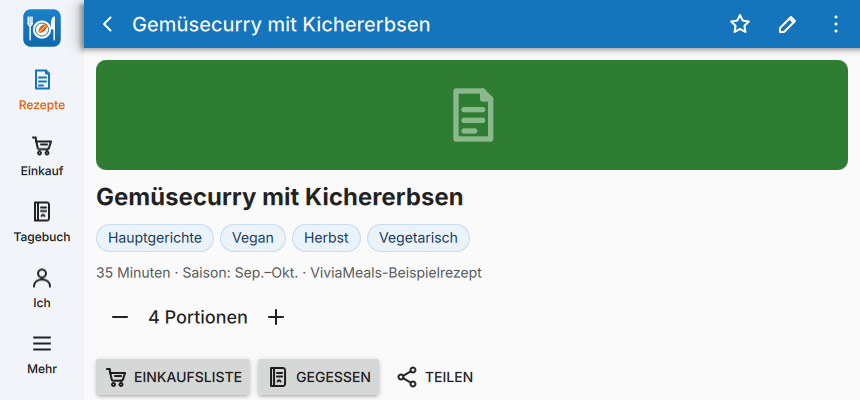 Gemüsecurry mit Kichererbsen
Rezepte
Einkauf
Tagebuch
Ich
Mehr
Gemüsecurry mit Kichererbsen
Hauptgerichte
Vegan
Herbst
Vegetarisch
35 Minuten · Saison: Sep.–Okt. · ViviaMeals-Beispielrezept
4 Portionen
EINKAUFSLISTE
GEGESSEN
TEILEN